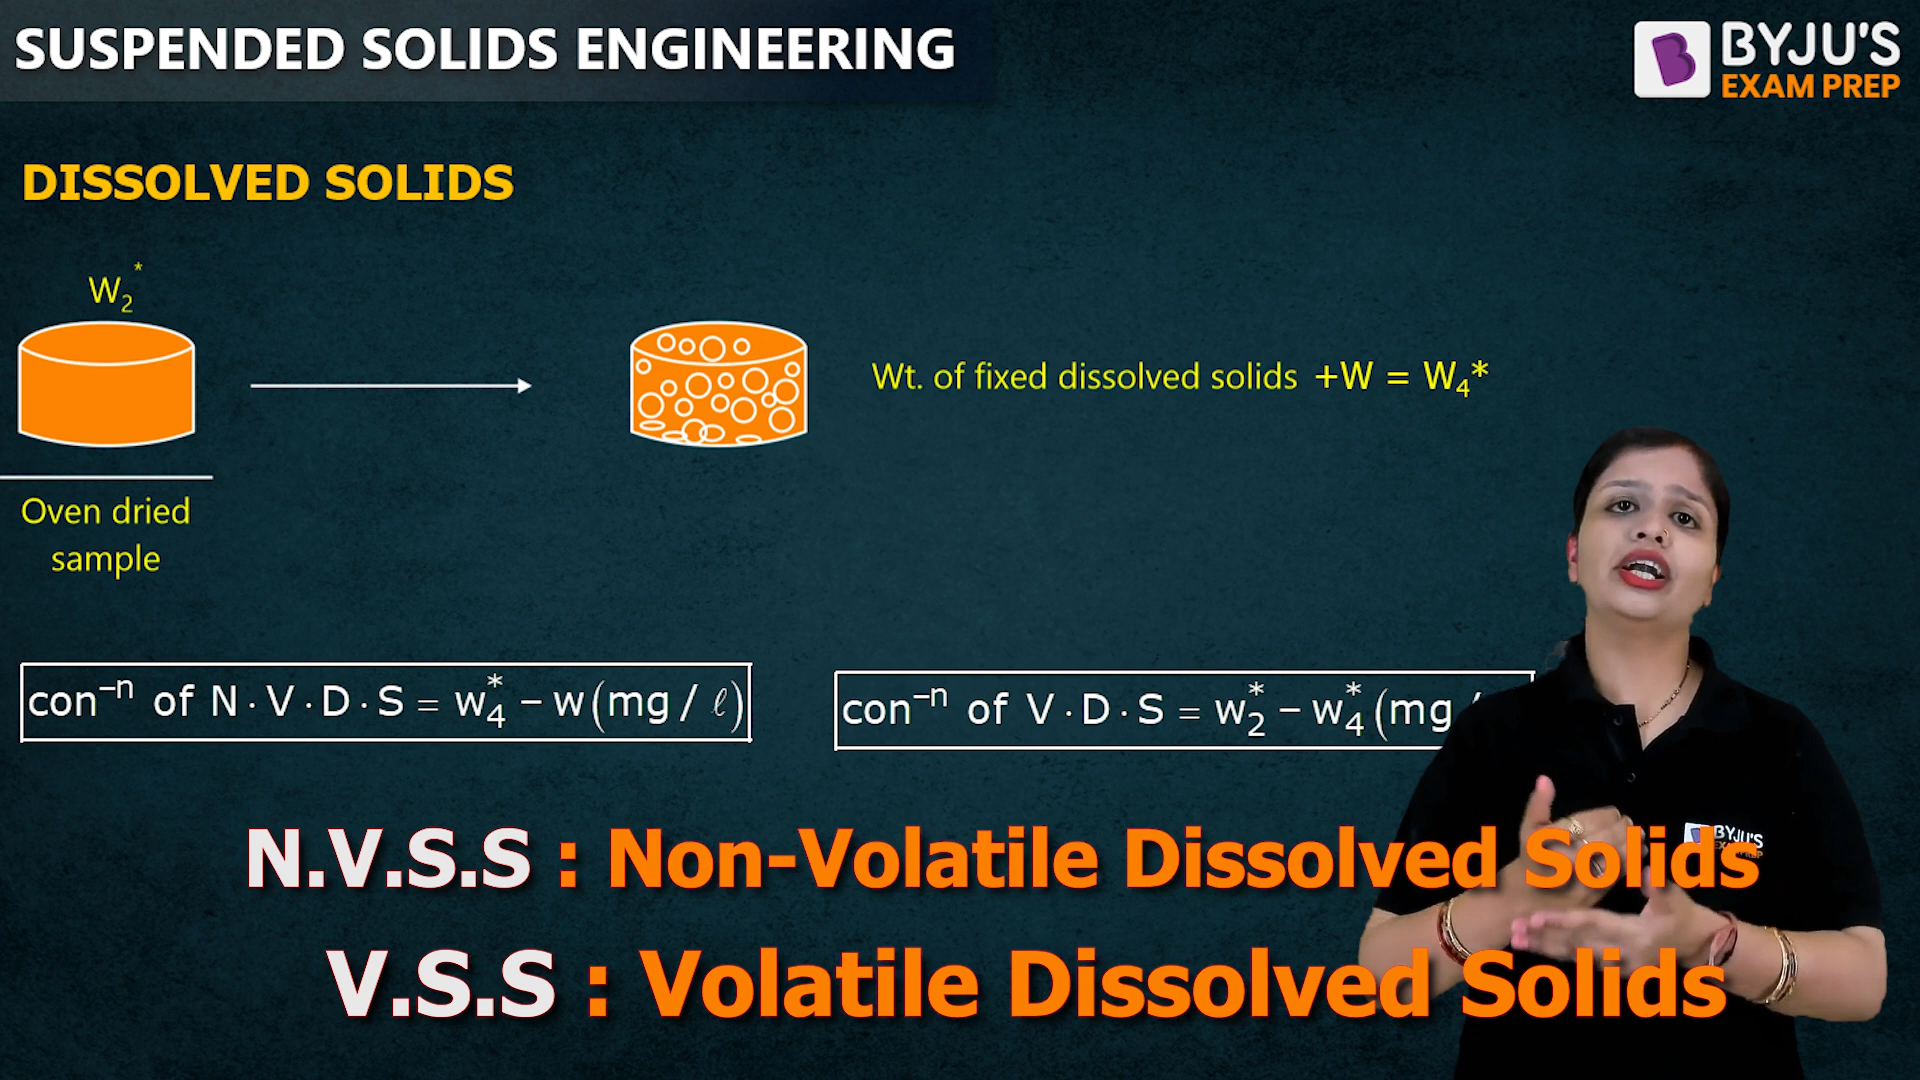 SUSPENDED SOLIDS ENGINEERING
BYJU'S
EXAM PREP
DISSOLVED SOLIDS
W₂*
Wt. of fixed dissolved solids +W = W₄*
Oven dried
sample
con⁻ⁿ of N·V·D·S = w₄* − w(mg / ℓ)
con⁻ⁿ of V·D·S = w₂* − w₄*(mg /
BYJU'S
N.V.S.S : Non-Volatile Dissolved Solids
V.S.S : Volatile Dissolved Solids